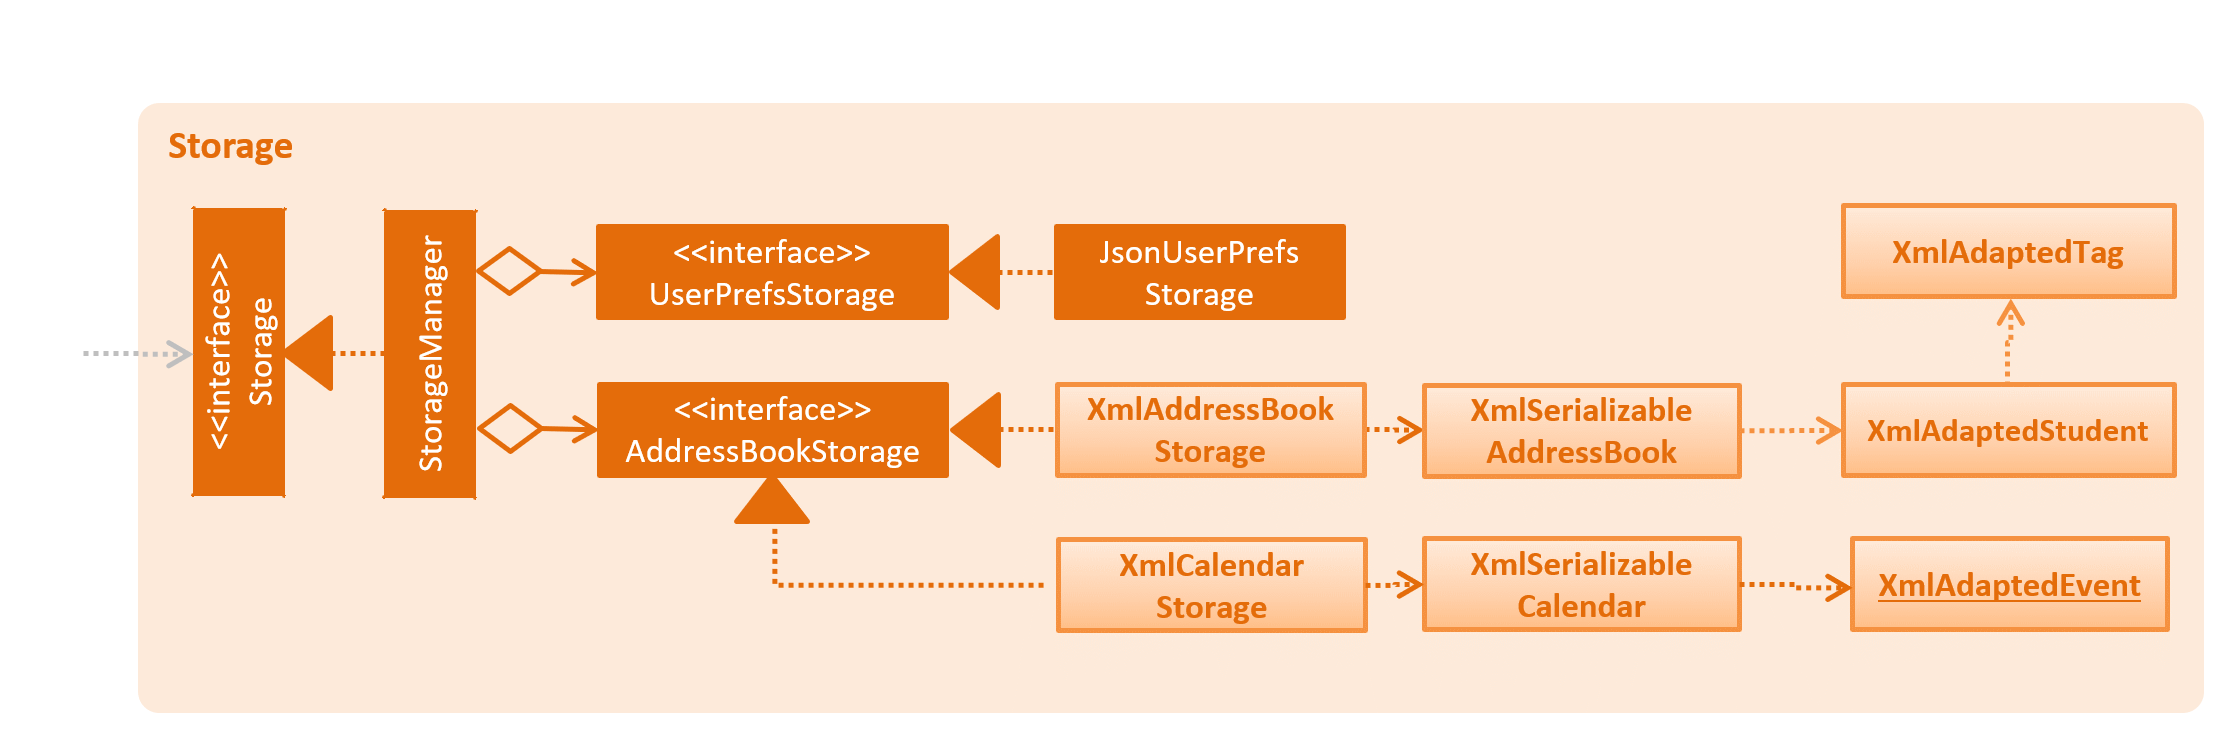 Storage
<<interface>>
Storage
StorageManager
<<interface>>
UserPrefsStorage
JsonUserPrefs
Storage
XmlAdaptedTag
<<interface>>
AddressBookStorage
XmlAddressBook
Storage
XmlSerializable
AddressBook
XmlAdaptedStudent
XmlCalendar
Storage
XmlSerializable
Calendar
XmlAdaptedEvent